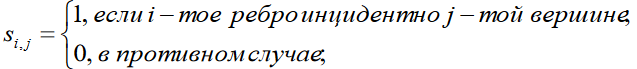 s_{i,j} = { 1, если i – тое ребро инцидентно j – той вершине;
0, в противном случае;